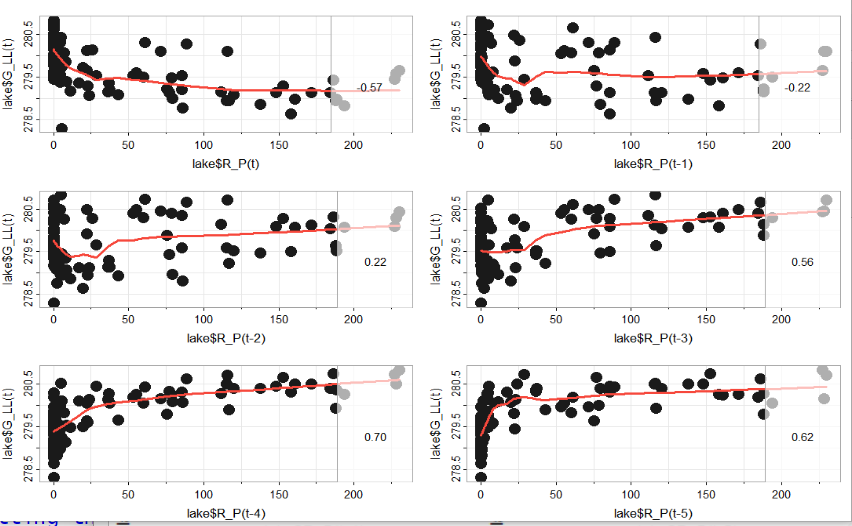 lake$G_LL(t)
280.5
279.5
278.5
-0.57
0 50 100 150 200
lake$R_P(t)
lake$G_LL(t)
280.5
279.5
278.5
-0.22
0 50 100 150 200
lake$R_P(t-1)
lake$G_LL(t)
280.5
279.5
278.5
0.22
0 50 100 150 200
lake$R_P(t-2)
lake$G_LL(t)
280.5
279.5
278.5
0.56
0 50 100 150 200
lake$R_P(t-3)
lake$G_LL(t)
280.5
279.5
278.5
0.70
0 50 100 150 200
lake$R_P(t-4)
lake$G_LL(t)
280.5
279.5
278.5
0.62
0 50 100 150 200
lake$R_P(t-5)